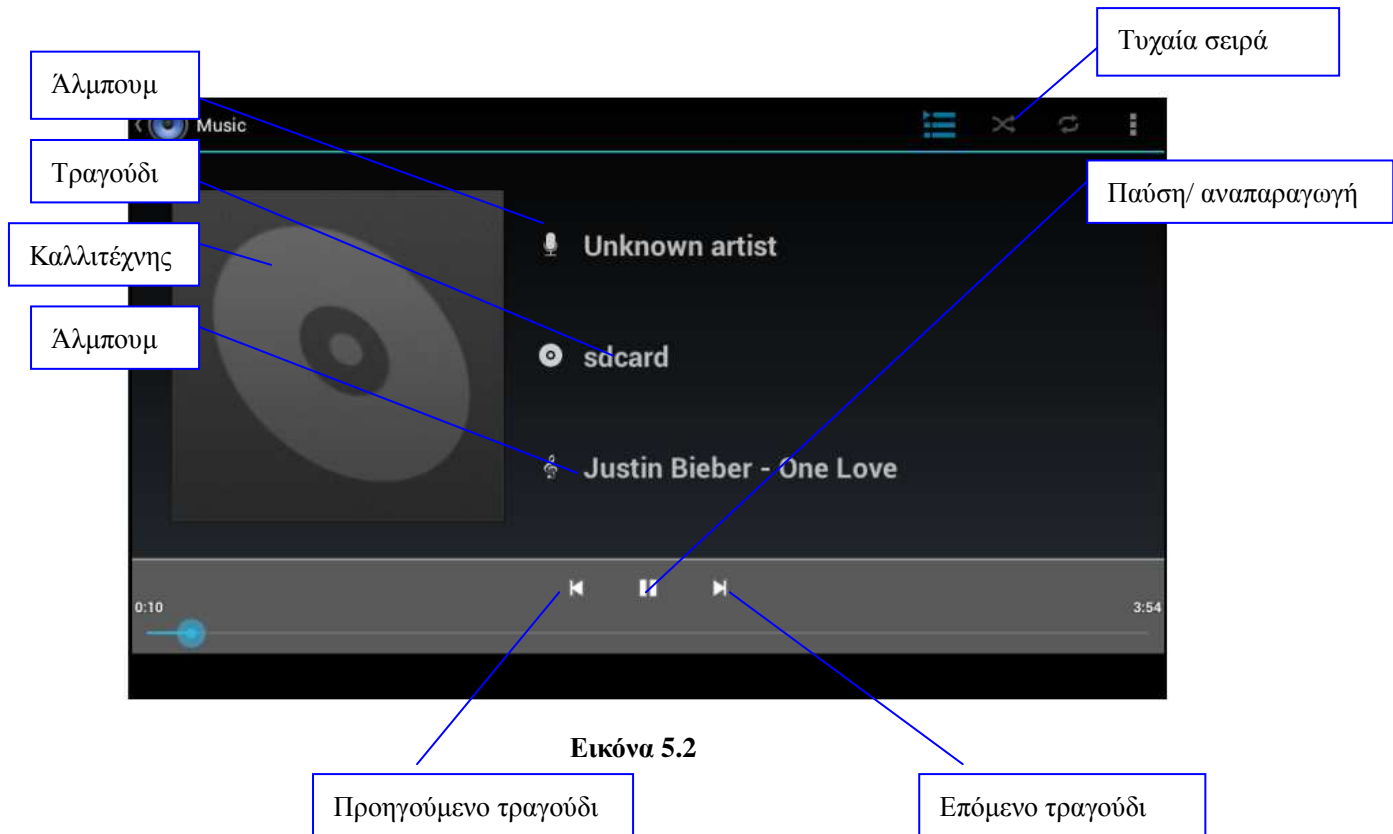 Τυχαία σειρά
Άλμπουμ
Music
Τραγούδι
Παύση/ αναπαραγωγή
Καλλιτέχνης
Unknown artist
Άλμπουμ
sdcard
Justin Bieber - One Love
0:10
3:54
Εικόνα 5.2
Προηγούμενο τραγούδι
Επόμενο τραγούδι